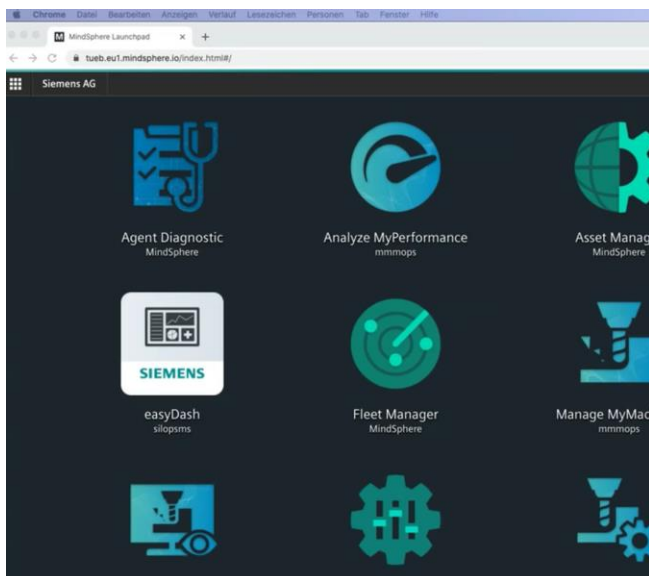 Chrome Datei Bearbeiten Anzeigen Verlauf Lesezeichen Personen Tab Fenster Hilfe
M MindSphere Launchpad × +
tueb.eu1.mindsphere.io/index.html#/
Siemens AG
Agent Diagnostic
MindSphere
Analyze MyPerformance
mmmops
Asset Manag
MindSphere
SIEMENS
easyDash
silopsms
Fleet Manager
MindSphere
Manage MyMac
mmmops